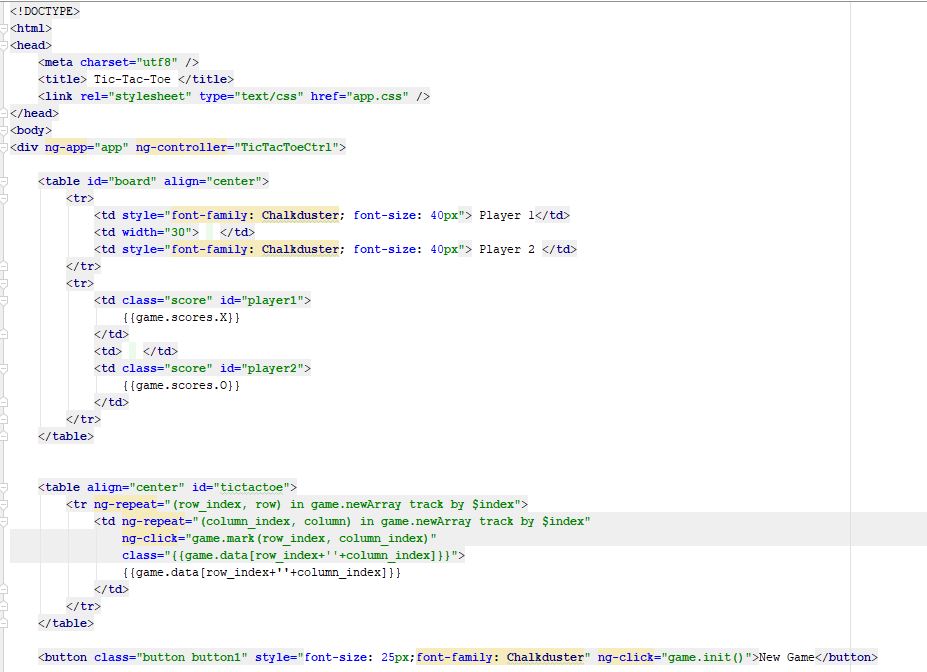 <!DOCTYPE>
<html>
<head>
    <meta charset="utf8" />
    <title> Tic-Tac-Toe </title>
    <link rel="stylesheet" type="text/css" href="app.css" />
</head>
<body>
<div ng-app="app" ng-controller="TicTacToeCtrl">
    <table id="board" align="center">
        <tr>
            <td style="font-family: Chalkduster; font-size: 40px"> Player 1</td>
            <td width="30">   </td>
            <td style="font-family: Chalkduster; font-size: 40px"> Player 2 </td>
        </tr>
        <tr>
            <td class="score" id="player1">
                {{game.scores.X}}
            </td>
            <td>   </td>
            <td class="score" id="player2">
                {{game.scores.O}}
            </td>
        </tr>
    </table>
    <table align="center" id="tictactoe">
        <tr ng-repeat="(row_index, row) in game.newArray track by $index">
            <td ng-repeat="(column_index, column) in game.newArray track by $index"
                ng-click="game.mark(row_index, column_index)"
                class="{{game.data[row_index+''+column_index]}}">
                {{game.data[row_index+''+column_index]}}
            </td>
        </tr>
    </table>
    <button class="button button1" style="font-size: 25px;font-family: Chalkduster" ng-click="game.init()">New Game</button>